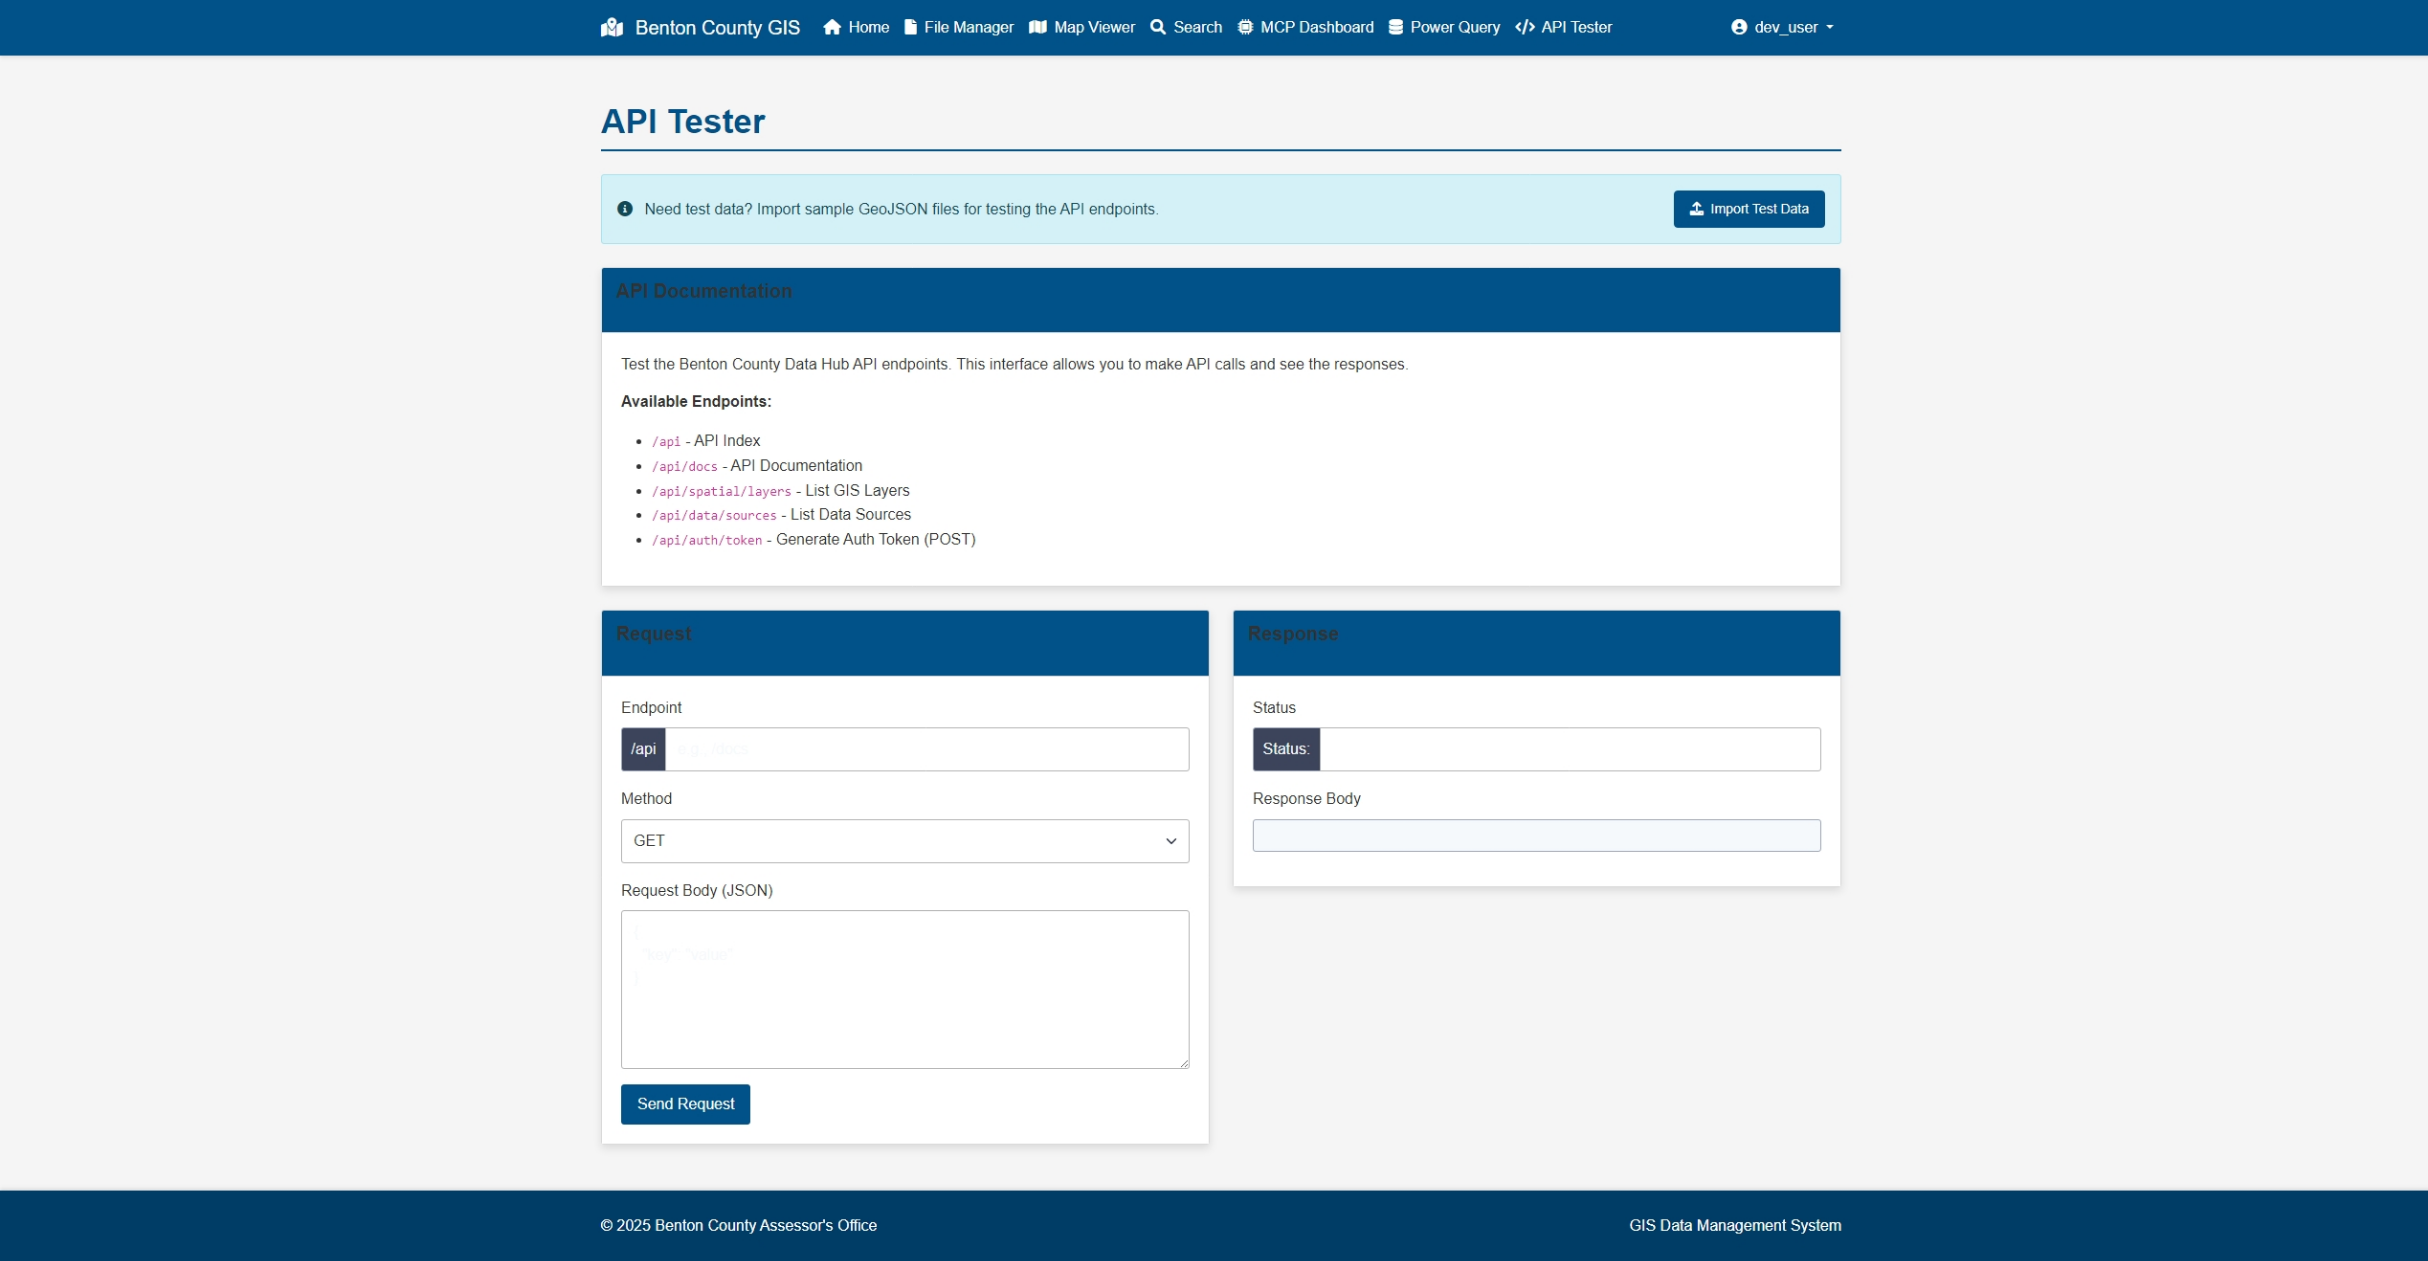 Benton County GIS Home File Manager Map Viewer Search MCP Dashboard Power Query </> API Tester dev_user
API Tester
Need test data? Import sample GeoJSON files for testing the API endpoints. Import Test Data
API Documentation
Test the Benton County Data Hub API endpoints. This interface allows you to make API calls and see the responses.
Available Endpoints:
• /api - API Index
• /api/docs - API Documentation
• /api/spatial/layers - List GIS Layers
• /api/data/sources - List Data Sources
• /api/auth/token - Generate Auth Token (POST)
Request
Endpoint
/api e.g., /docs
Method
GET
Request Body (JSON)
{
"key": "value"
}
Send Request
Response
Status
Status:
Response Body
© 2025 Benton County Assessor's Office
GIS Data Management System